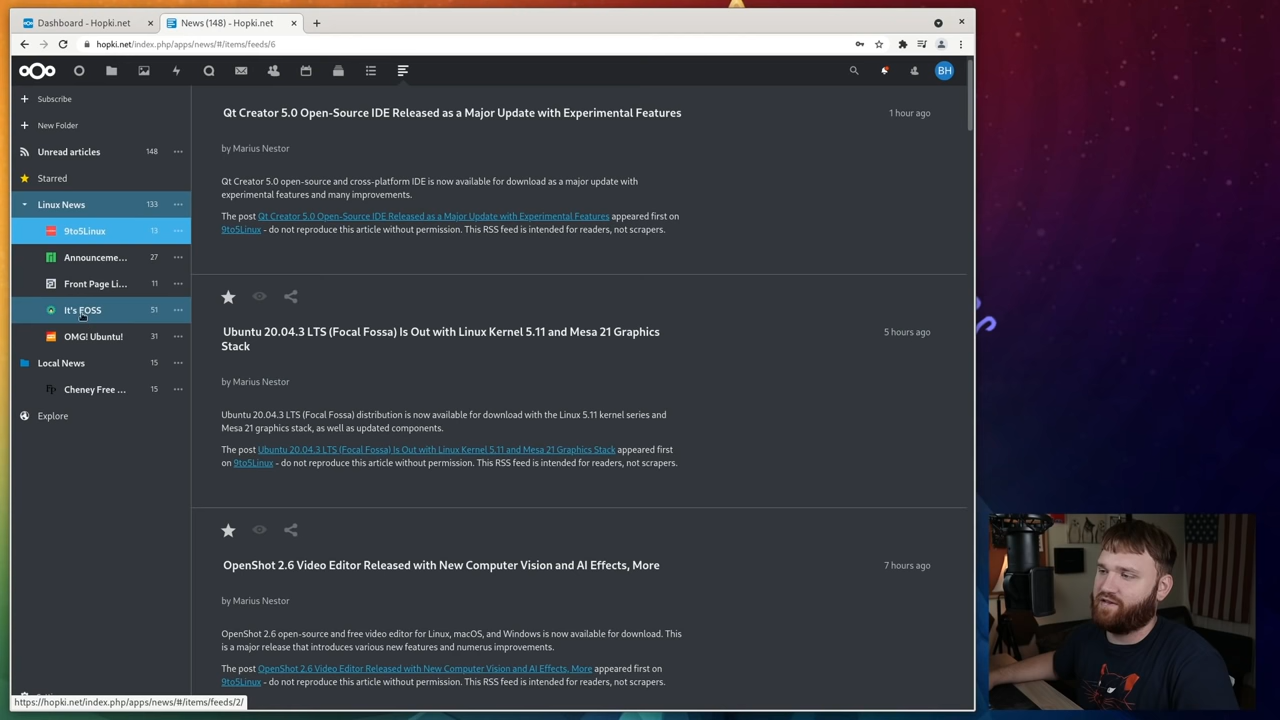 Dashboard - Hopki.net
News (148) - Hopki.net
hopki.net/index.php/apps/news/#/items/feeds/6
BH
Subscribe
New Folder
Unread articles 148
Starred
Linux News 133
9to5Linux 13
Announceme... 27
Front Page Li... 11
It's FOSS 51
OMG! Ubuntu! 31
Local News 15
Cheney Free ... 15
Explore
https://hopki.net/index.php/apps/news/#/items/feeds/2/
Qt Creator 5.0 Open-Source IDE Released as a Major Update with Experimental Features 1 hour ago
by Marius Nestor
Qt Creator 5.0 open-source and cross-platform IDE is now available for download as a major update with
experimental features and many improvements.
The post Qt Creator 5.0 Open-Source IDE Released as a Major Update with Experimental Features appeared first on
9to5Linux - do not reproduce this article without permission. This RSS feed is intended for readers, not scrapers.
Ubuntu 20.04.3 LTS (Focal Fossa) Is Out with Linux Kernel 5.11 and Mesa 21 Graphics 5 hours ago
Stack
by Marius Nestor
Ubuntu 20.04.3 LTS (Focal Fossa) distribution is now available for download with the Linux 5.11 kernel series and
Mesa 21 graphics stack, as well as updated components.
The post Ubuntu 20.04.3 LTS (Focal Fossa) Is Out with Linux Kernel 5.11 and Mesa 21 Graphics Stack appeared first
on 9to5Linux - do not reproduce this article without permission. This RSS feed is intended for readers, not scrapers.
OpenShot 2.6 Video Editor Released with New Computer Vision and AI Effects, More 7 hours ago
by Marius Nestor
OpenShot 2.6 open-source and free video editor for Linux, macOS, and Windows is now available for download. This
is a major release that introduces various new features and numerus improvements.
The post OpenShot 2.6 Video Editor Released with New Computer Vision and AI Effects, More appeared first on
9to5Linux - do not reproduce this article without permission. This RSS feed is intended for readers, not scrapers.